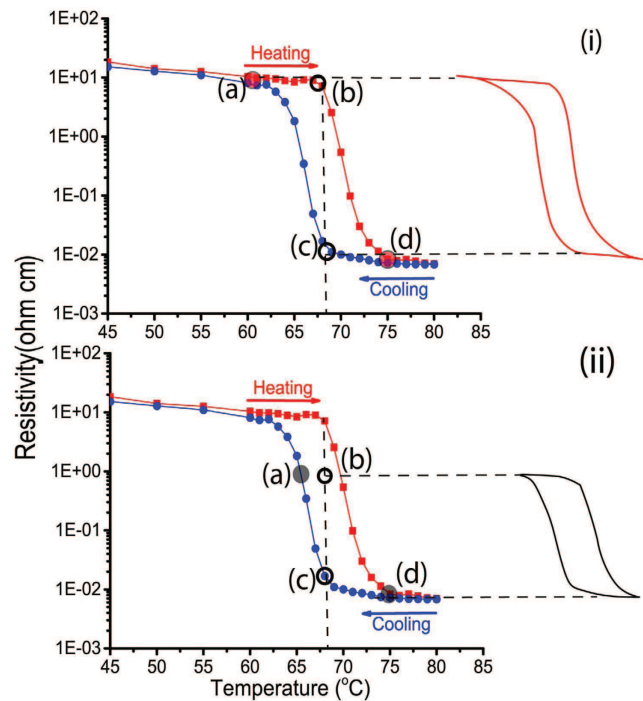 (i)
1E+02
Heating
1E+01
(a)
(b)
1E+00
1E-01
(c)
(d)
1E-02
Cooling
1E-03
45 50 55 60 65 70 75 80 85
Resistivity(ohm cm)
(ii)
1E+02
Heating
1E+01
(a)
(b)
1E+00
1E-01
(c)
(d)
1E-02
Cooling
1E-03
45 50 55 60 65 70 75 80 85
Temperature (°C)